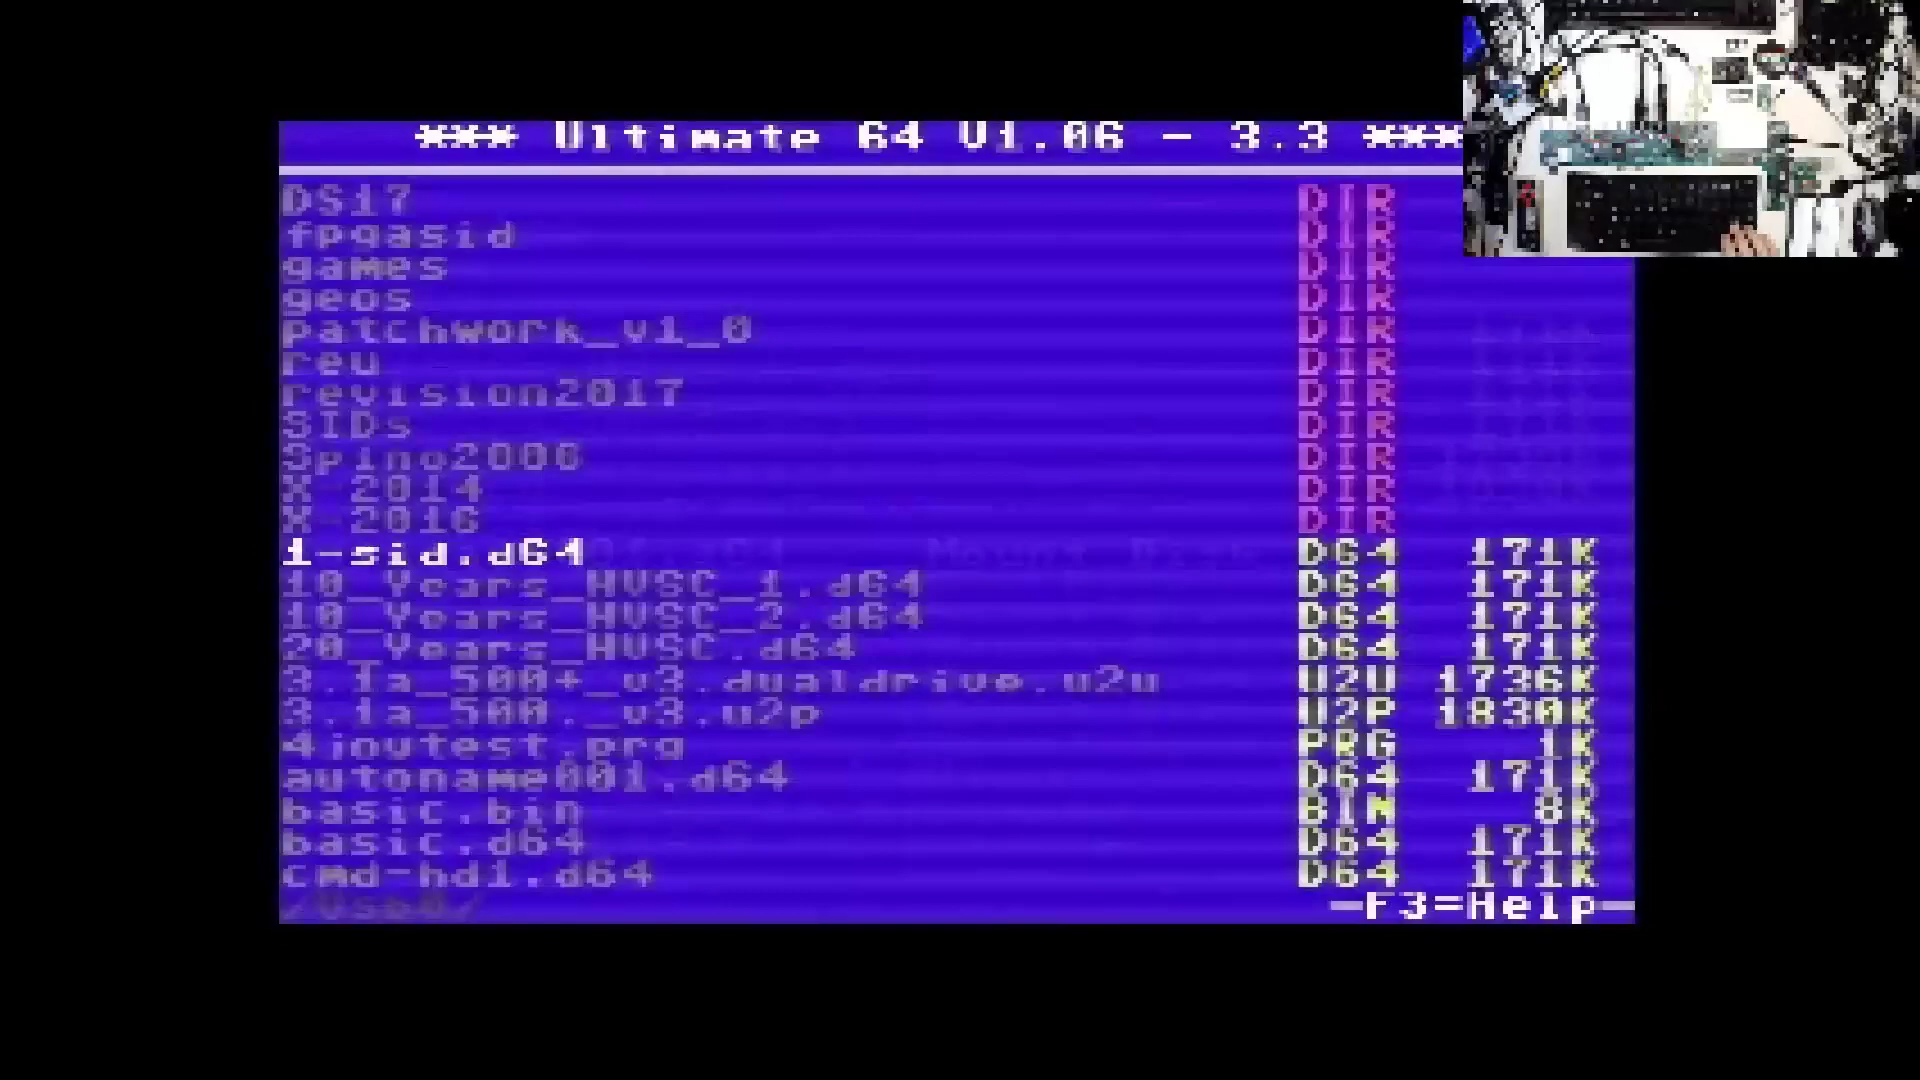 *** Ultimate 64 V1.06 - 3.3 ***
DS17 DIR
fpgasid DIR
games DIR
geos DIR
patchwork_v1_0 DIR
reu DIR
revision2017 DIR
SIDs DIR
Spino2006 DIR
X-2014 DIR
X-2016 DIR
1-sid.d64 D64 171K
10_Years_HVSC_1.d64 D64 171K
10_Years_HVSC_2.d64 D64 171K
20_Years_HVSC.d64 D64 171K
3.1a_500+_v3.dualdrive.u2u U2U 1736K
3.1a_500._v3.u2p U2P 1830K
4joytest.prg PRG 1K
autoname001.d64 D64 171K
basic.bin BIN 8K
basic.d64 D64 171K
cmd-hd1.d64 D64 171K
/Usb0/ -F3=Help-